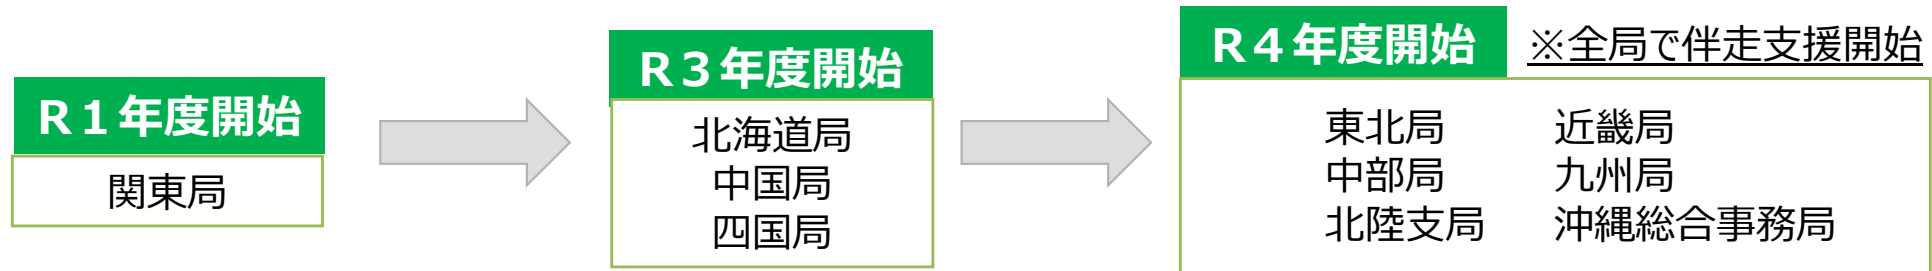 R1年度開始
関東局
R3年度開始
北海道局
中国局
四国局
R4年度開始
※全局で伴走支援開始
東北局 近畿局
中部局 九州局
北陸支局 沖縄総合事務局